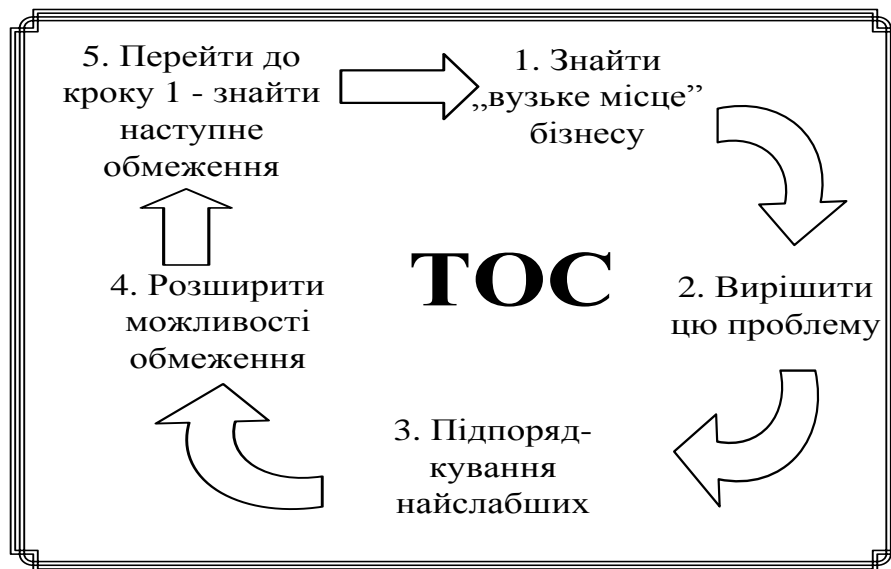 5. Перейти до
кроку 1 - знайти
наступне
обмеження
1. Знайти
„вузьке місце”
бізнесу
ТОС
4. Розширити
можливості
обмеження
2. Вирішити
цю проблему
3. Підпоряд-
кування
найслабших